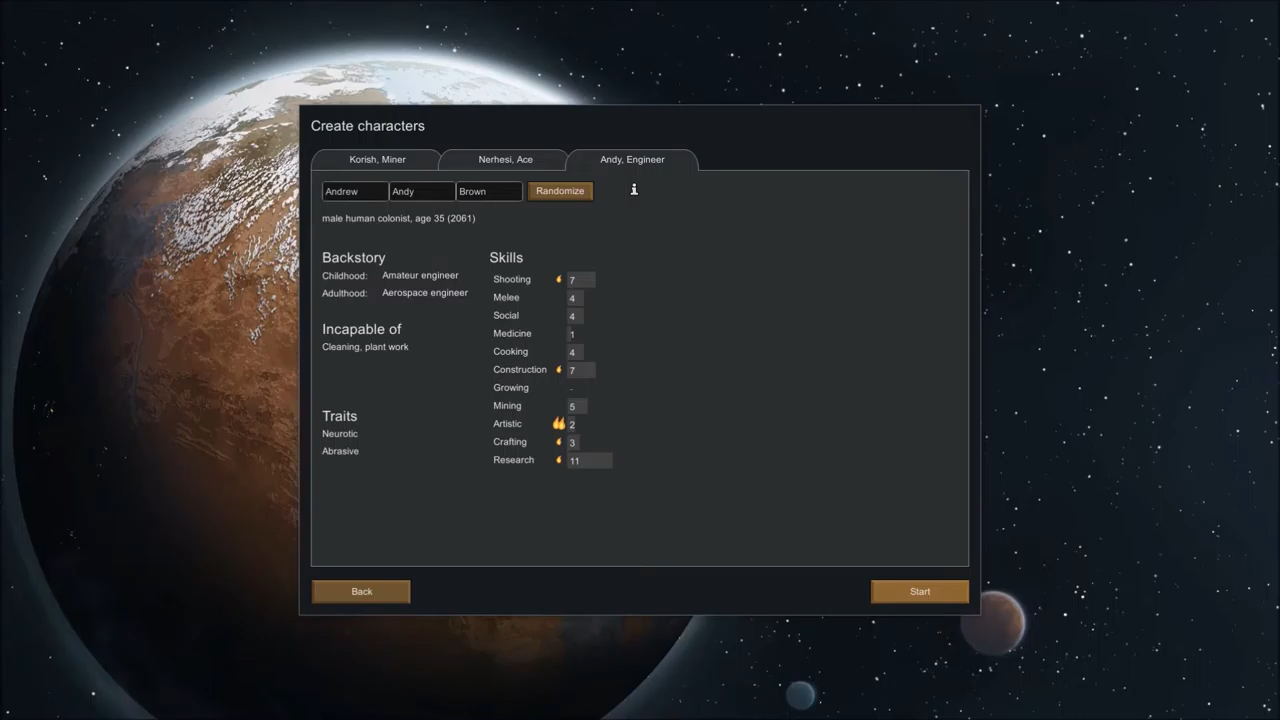 Create characters
Korish, Miner Nerhesi, Ace Andy, Engineer
Andrew Andy Brown Randomize
male human colonist, age 35 (2061)
Backstory
Childhood: Amateur engineer
Adulthood: Aerospace engineer
Incapable of
Cleaning, plant work
Traits
Neurotic
Abrasive
Skills
Shooting 7
Melee 4
Social 4
Medicine 1
Cooking 4
Construction 7
Growing -
Mining 5
Artistic 2
Crafting 3
Research 11
Back Start